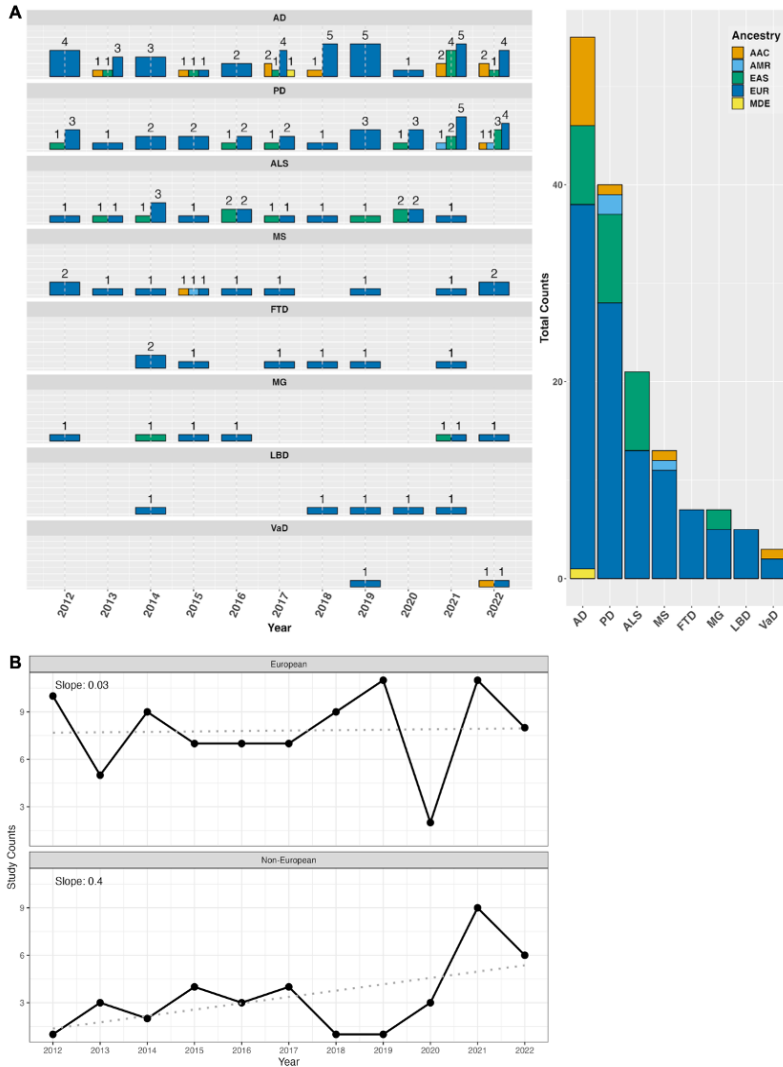 A
AD
4 1 1 3 3 1 1 1 2 2 1 4 1 1 5 5 1 2 4 5 2 1 4
PD
1 3 1 2 2 1 2 1 2 1 3 1 3 1 2 5 1 1 3 4
ALS
1 1 1 1 3 1 2 2 1 1 1 1 2 2 1
MS
2 1 1 1 1 1 1 1 1 1 2
FTD
2 1 1 1 1 1
MG
1 1 1 1 1 1 1
LBD
1 1 1 1 1
VaD
1 1 1
2012 2013 2014 2015 2016 2017 2018 2019 2020 2021 2022
Year
Total Counts
40
20
0
Ancestry
AAC
AMR
EAS
EUR
MDE
AD PD ALS MS FTD MG LBD VaD
B
European
Slope: 0.03
9
6
3
Study Counts
Non-European
Slope: 0.4
9
6
3
2012 2013 2014 2015 2016 2017 2018 2019 2020 2021 2022
Year